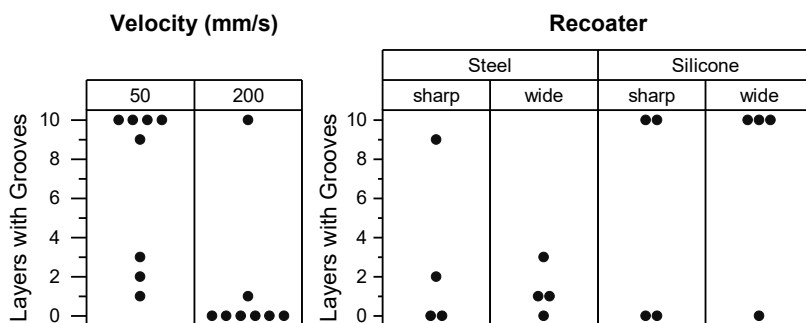 Velocity (mm/s)
Recoater
50 200
Steel Silicone
sharp wide sharp wide
Layers with Grooves
10
8
6
4
2
0
Layers with Grooves
10
8
6
4
2
0